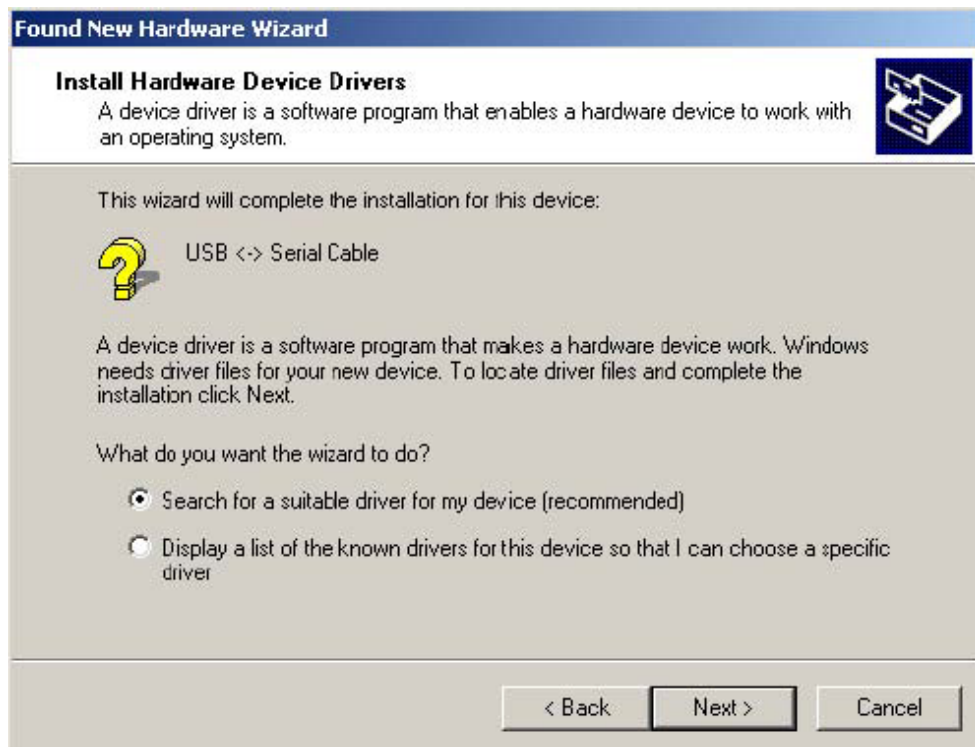 Found New Hardware Wizard
Install Hardware Device Drivers
A device driver is a software program that enables a hardware device to work with
an operating system.
This wizard will complete the installation for this device:
USB <-> Serial Cable
A device driver is a software program that makes a hardware device work. Windows
needs driver files for your new device. To locate driver files and complete the
installation click Next.
What do you want the wizard to do?
Search for a suitable driver for my device (recommended)
Display a list of the known drivers for this device so that I can choose a specific
driver
< Back
Next >
Cancel